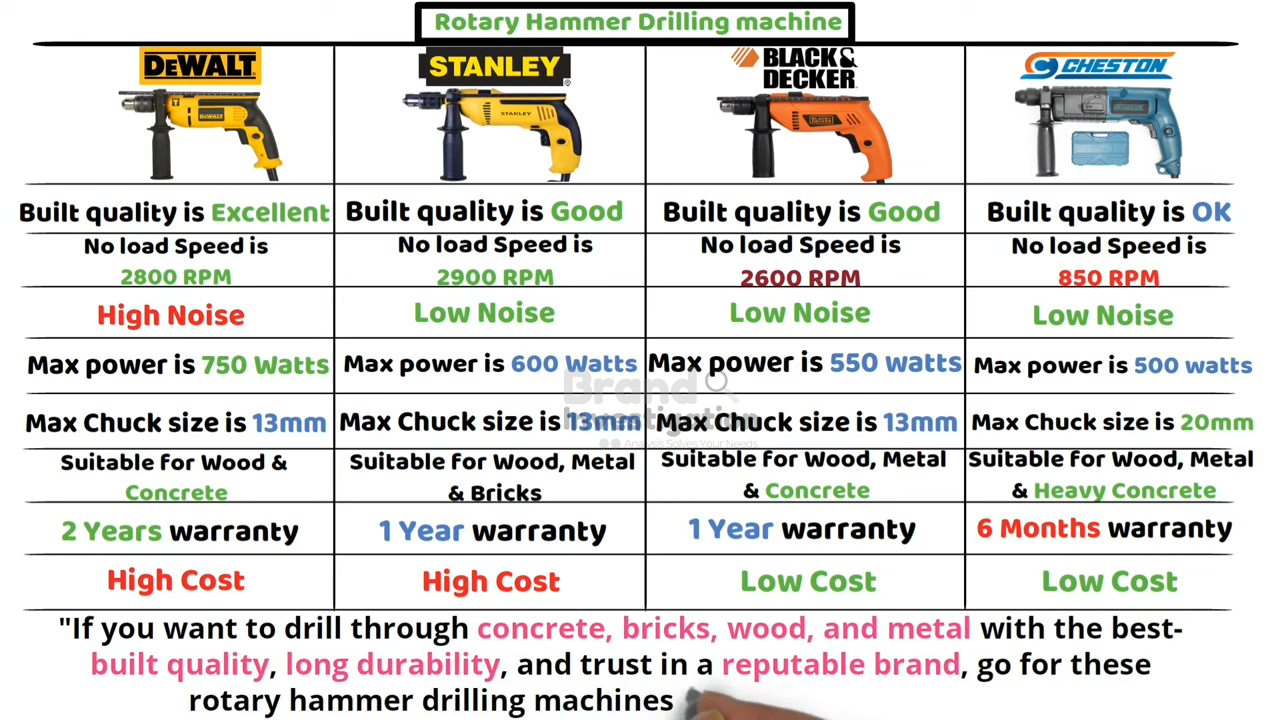 Rotary Hammer Drilling machine
DEWALT
STANLEY
BLACK&
DECKER
CHESTON
DEWALT
STANLEY
Built quality is Excellent
Built quality is Good
Built quality is Good
Built quality is OK
No load Speed is
2800 RPM
No load Speed is
2900 RPM
No load Speed is
2600 RPM
No load Speed is
850 RPM
High Noise
Low Noise
Low Noise
Low Noise
Max power is 750 Watts
Max power is 600 Watts
Max power is 550 watts
Max power is 500 watts
Brand
Investigation
Analysis Solves Your Needs
Max Chuck size is 13mm
Max Chuck size is 13mm
Max Chuck size is 13mm
Max Chuck size is 20mm
Suitable for Wood &
Concrete
Suitable for Wood, Metal
& Bricks
Suitable for Wood, Metal
& Concrete
Suitable for Wood, Metal
& Heavy Concrete
2 Years warranty
1 Year warranty
1 Year warranty
6 Months warranty
High Cost
High Cost
Low Cost
Low Cost
"If you want to drill through concrete, bricks, wood, and metal with the best-
built quality, long durability, and trust in a reputable brand, go for these
rotary hammer drilling machines